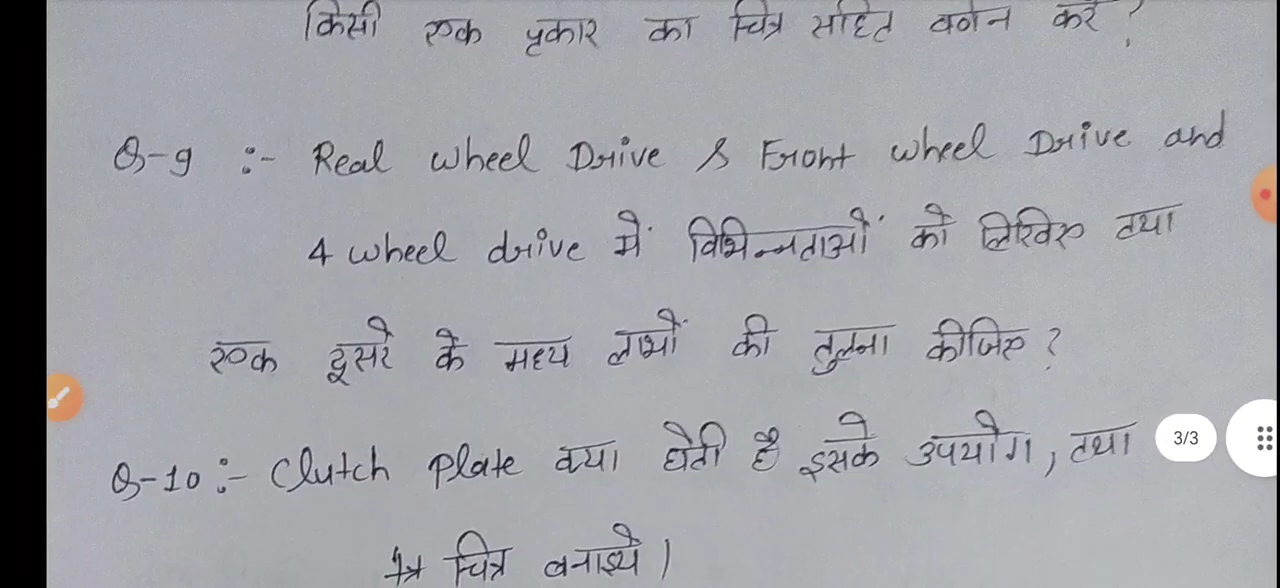 किसी एक प्रकार का चित्र सहित वर्णन करें ?
Q-9 :- Real wheel Drive & Front wheel Drive and
4 wheel drive में विभिन्नताओं को लिखिए तथा
एक दूसरे के मध्य लाभों की तुलना कीजिए ?
Q-10 :- Clutch Plate क्या होती है इसके उपयोग, तथा
3/3
चित्र बनाइये ।